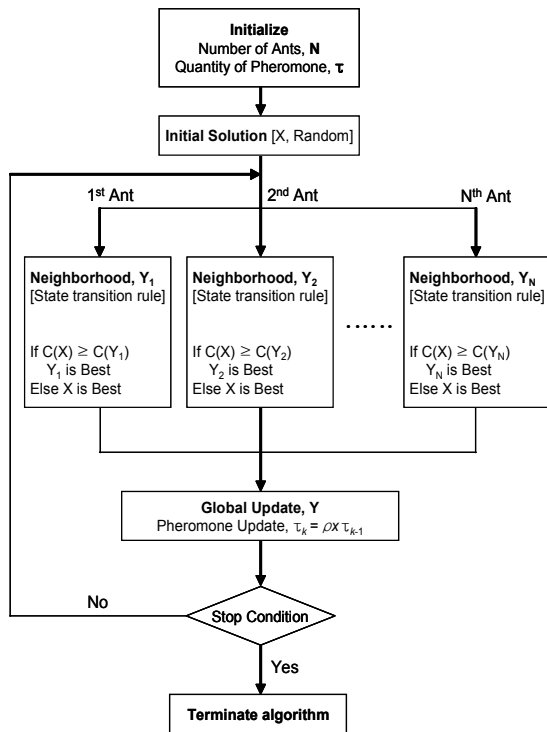 Initialize
Number of Ants, N
Quantity of Pheromone, τ
Initial Solution [X, Random]
1st Ant
2nd Ant
Nth Ant
Neighborhood, Y1
[State transition rule]
If C(X) ≥ C(Y1)
Y1 is Best
Else X is Best
Neighborhood, Y2
[State transition rule]
If C(X) ≥ C(Y2)
Y2 is Best
Else X is Best
......
Neighborhood, YN
[State transition rule]
If C(X) ≥ C(YN)
YN is Best
Else X is Best
Global Update, Y
Pheromone Update, τk = ρx τk-1
No
Stop Condition
Yes
Terminate algorithm